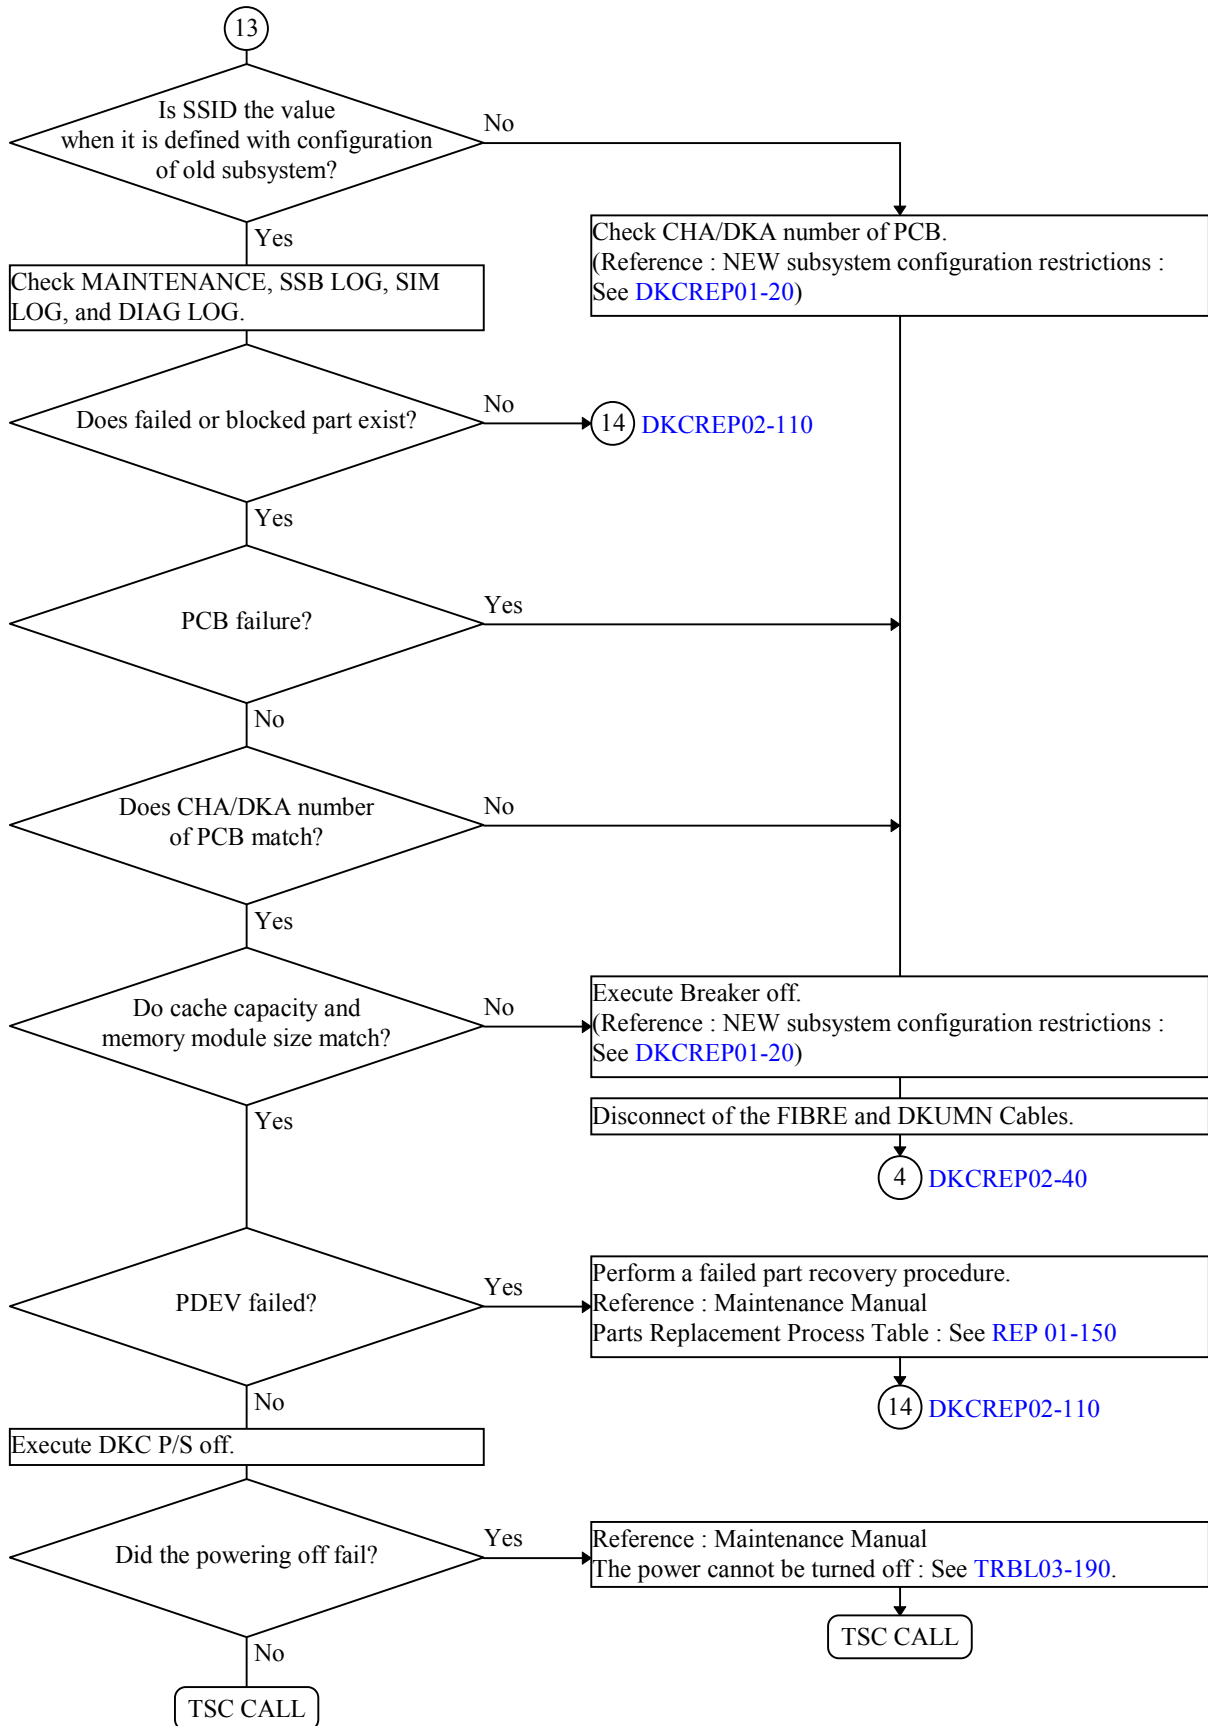 13
Is SSID the value
when it is defined with configuration
of old subsystem?
No
Yes
Check CHA/DKA number of PCB.
(Reference : NEW subsystem configuration restrictions :
See DKCREP01-20)
Check MAINTENANCE, SSB LOG, SIM
LOG, and DIAG LOG.
Does failed or blocked part exist?
No
14 DKCREP02-110
Yes
PCB failure?
Yes
No
Does CHA/DKA number
of PCB match?
No
Yes
Do cache capacity and
memory module size match?
No
Execute Breaker off.
(Reference : NEW subsystem configuration restrictions :
See DKCREP01-20)
Yes
Disconnect of the FIBRE and DKUMN Cables.
4 DKCREP02-40
PDEV failed?
Yes
Perform a failed part recovery procedure.
Reference : Maintenance Manual
Parts Replacement Process Table : See REP 01-150
No
14 DKCREP02-110
Execute DKC P/S off.
Did the powering off fail?
Yes
Reference : Maintenance Manual
The power cannot be turned off : See TRBL03-190.
No
TSC CALL
TSC CALL